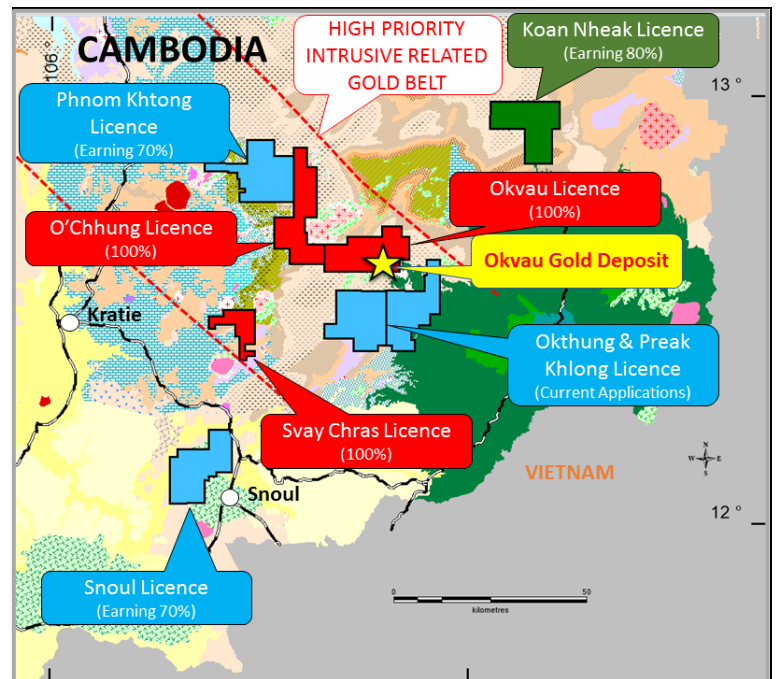 CAMBODIA
106 °
HIGH PRIORITY
INTRUSIVE RELATED
GOLD BELT
Koan Nheak Licence
(Earning 80%)
13 °
Phnom Khtong
Licence
(Earning 70%)
Okvau Licence
(100%)
O'Chhung Licence
(100%)
Okvau Gold Deposit
Kratie
Okthung & Preak
Khlong Licence
(Current Applications)
Svay Chras Licence
(100%)
VIETNAM
N
W E
S
Snoul
12 °
Snoul Licence
(Earning 70%)
0 50
kilometres